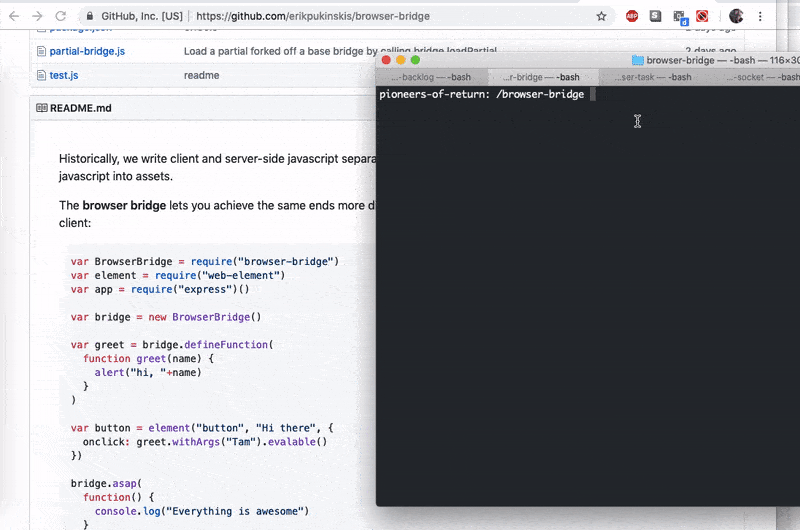 GitHub, Inc. [US] | https://github.com/erikpukinskis/browser-bridge
ABP
partial-bridge.js Load a partial forked off a base bridge by calling bridge.loadPartial 2 days ago
test.js readme
README.md
Historically, we write client and server-side javascript separa
javascript into assets.
The browser bridge lets you achieve the same ends more d
client:
var BrowserBridge = require("browser-bridge")
var element = require("web-element")
var app = require("express")()
var bridge = new BrowserBridge()
var greet = bridge.defineFunction(
function greet(name) {
alert("hi, "+name)
}
)
var button = element("button", "Hi there", {
onclick: greet.withArgs("Tam").evalable()
})
bridge.asap(
function() {
console.log("Everything is awesome")
}
browser-bridge — -bash — 116×30
...-backlog — -bash ...r-bridge — -bash ...ser-task — -bash ...-socket — -bash
pioneers-of-return: /browser-bridge